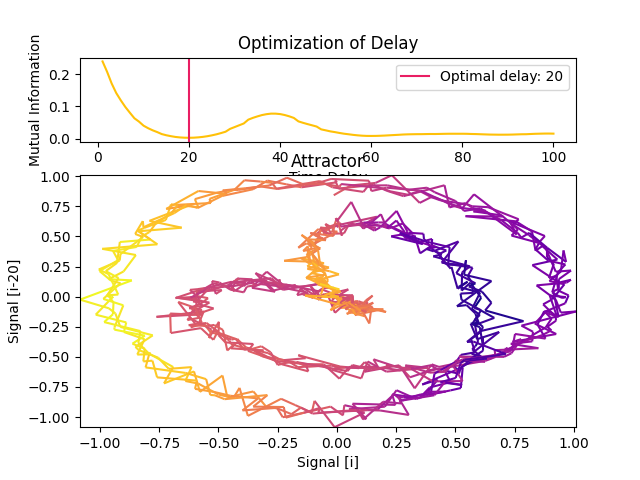 Optimization of Delay
Mutual Information
0.2
0.1
0.0
Optimal delay: 20
0 20 40 60 80 100
Time Delay
Attractor
Signal [i-20]
1.00
0.75
0.50
0.25
0.00
−0.25
−0.50
−0.75
−1.00
−1.00 −0.75 −0.50 −0.25 0.00 0.25 0.50 0.75 1.00
Signal [i]